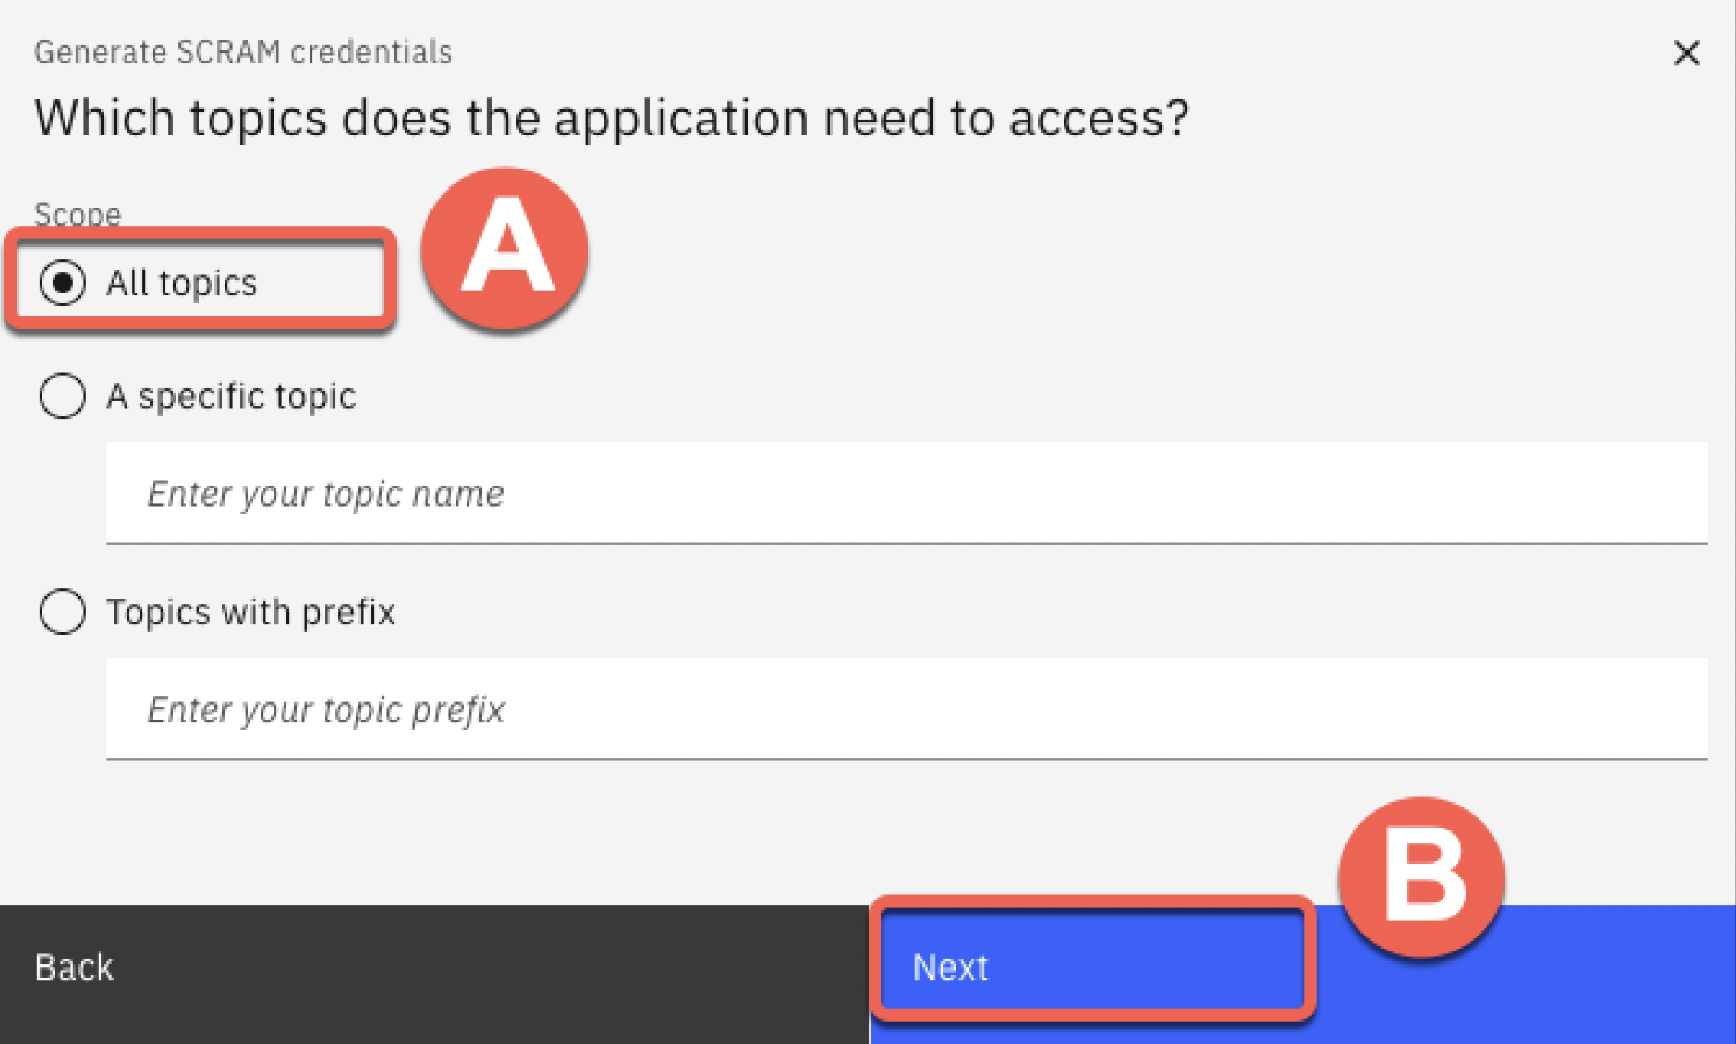 Generate SCRAM credentials
Which topics does the application need to access?
Scope
All topics
A
A specific topic
Enter your topic name
Topics with prefix
Enter your topic prefix
B
Back
Next